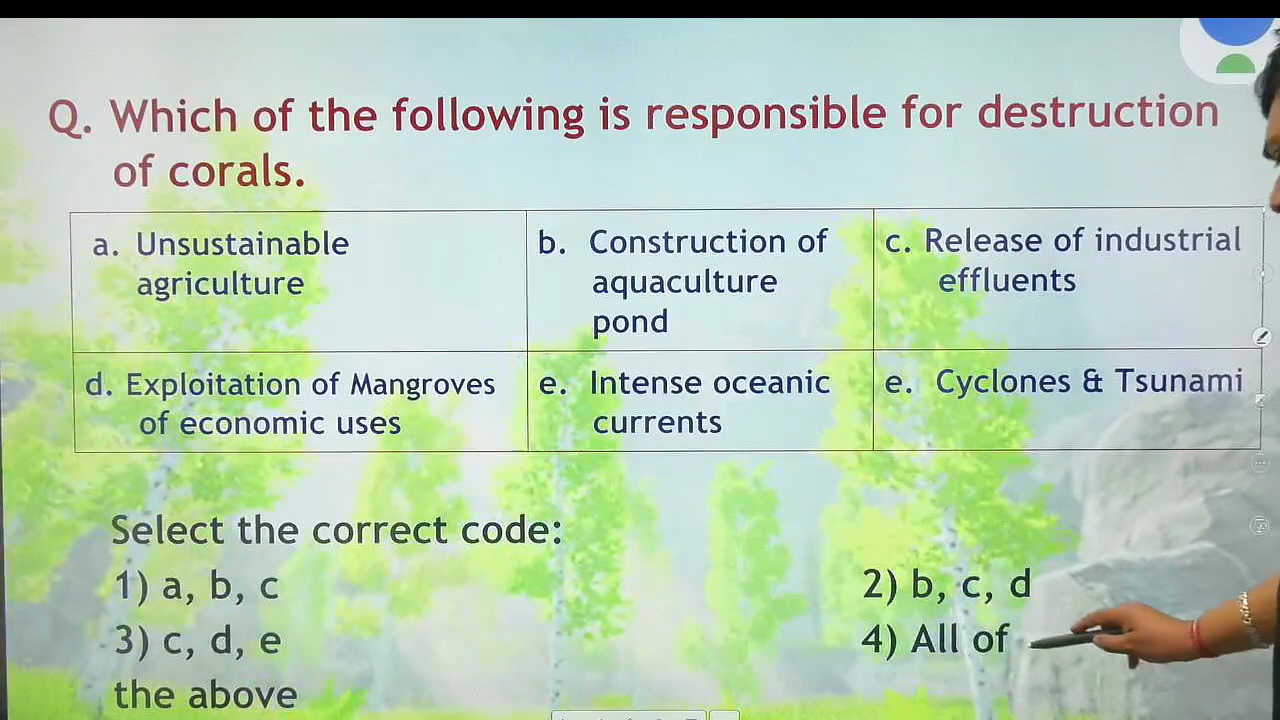 Q. Which of the following is responsible for destruction
of corals.
a. Unsustainable
agriculture
b. Construction of
aquaculture
pond
c. Release of industrial
effluents
d. Exploitation of Mangroves
of economic uses
e. Intense oceanic
currents
e. Cyclones & Tsunami
Select the correct code:
1) a, b, c
2) b, c, d
3) c, d, e
4) All of
the above